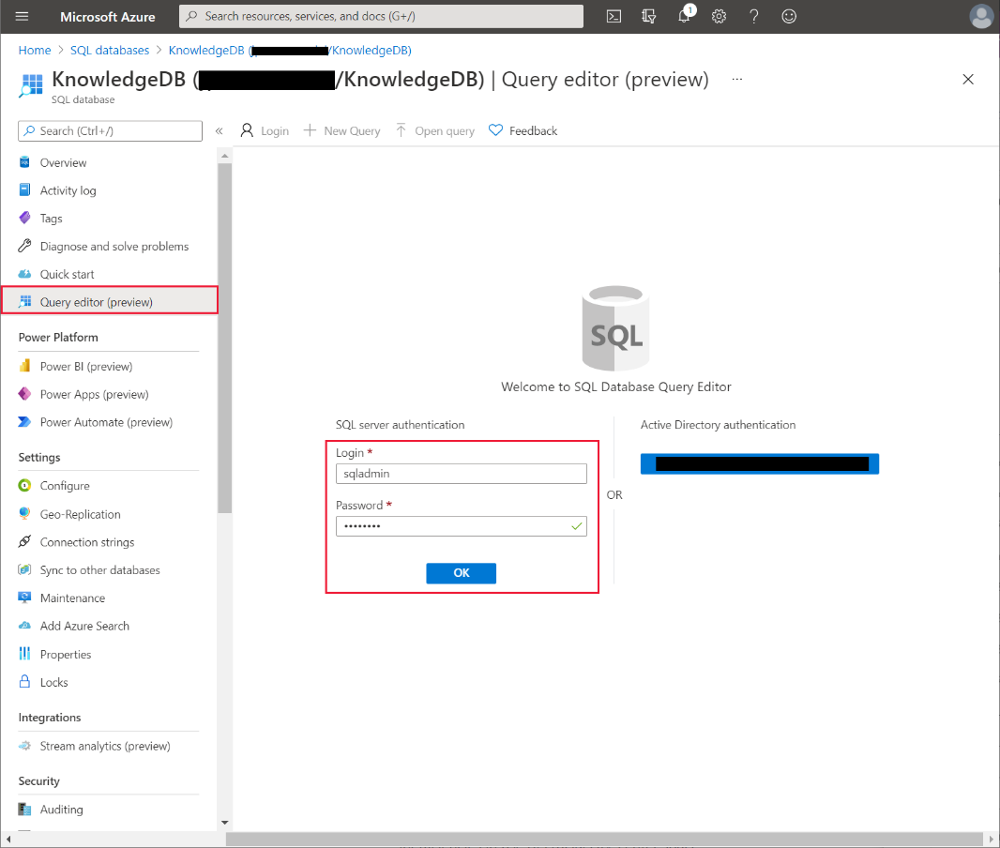 Microsoft Azure
Search resources, services, and docs (G+/)
1
Home > SQL databases > KnowledgeDB ( /KnowledgeDB)
KnowledgeDB ( /KnowledgeDB) | Query editor (preview) ...
SQL database
Search (Ctrl+/)
«
Login
New Query
Open query
Feedback
Overview
Activity log
Tags
Diagnose and solve problems
Quick start
Query editor (preview)
Power Platform
Power BI (preview)
Power Apps (preview)
Power Automate (preview)
Settings
Configure
Geo-Replication
Connection strings
Sync to other databases
Maintenance
Add Azure Search
Properties
Locks
Integrations
Stream analytics (preview)
Security
Auditing
SQL
Welcome to SQL Database Query Editor
SQL server authentication
Login *
sqladmin
Password *
••••••••
OK
OR
Active Directory authentication